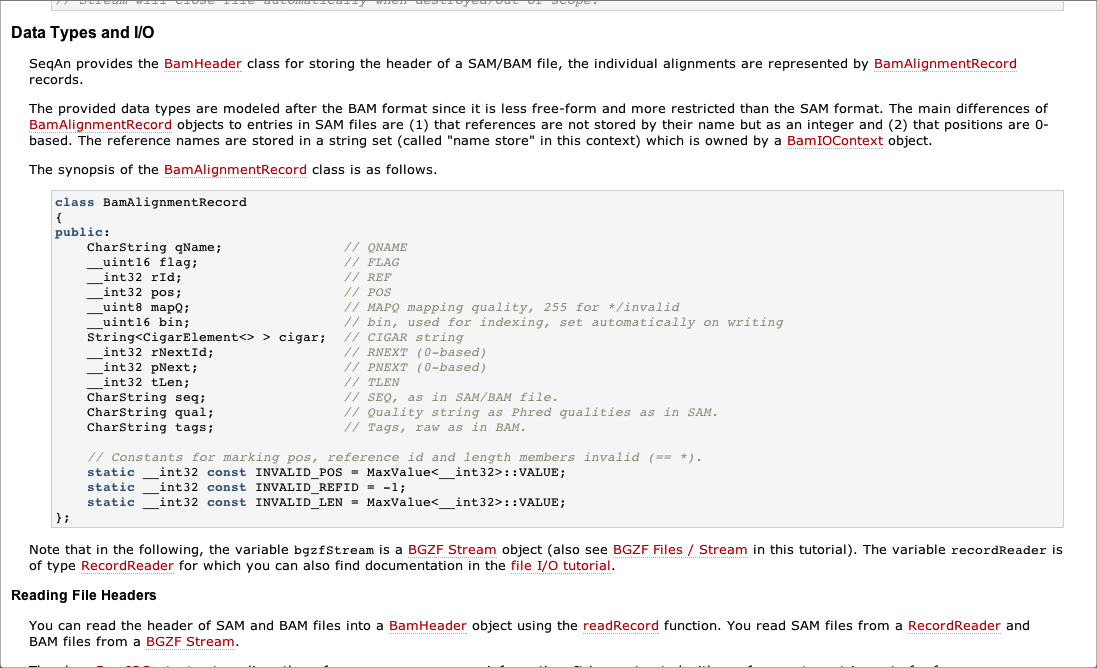 // Stream will close file automatically when destroyed/out of scope.
Data Types and I/O
SeqAn provides the BamHeader class for storing the header of a SAM/BAM file, the individual alignments are represented by BamAlignmentRecord
records.
The provided data types are modeled after the BAM format since it is less free-form and more restricted than the SAM format. The main differences of
BamAlignmentRecord objects to entries in SAM files are (1) that references are not stored by their name but as an integer and (2) that positions are 0-
based. The reference names are stored in a string set (called "name store" in this context) which is owned by a BamIOContext object.
The synopsis of the BamAlignmentRecord class is as follows.
class BamAlignmentRecord
{
public:
    CharString qName;               // QNAME
    __uint16 flag;                  // FLAG
    __int32 rId;                    // REF
    __int32 pos;                    // POS
    __uint8 mapQ;                   // MAPQ mapping quality, 255 for */invalid
    __uint16 bin;                   // bin, used for indexing, set automatically on writing
    String<CigarElement<> > cigar;  // CIGAR string
    __int32 rNextId;                // RNEXT (0-based)
    __int32 pNext;                  // PNEXT (0-based)
    __int32 tLen;                   // TLEN
    CharString seq;                 // SEQ, as in SAM/BAM file.
    CharString qual;                // Quality string as Phred qualities as in SAM.
    CharString tags;                // Tags, raw as in BAM.
    // Constants for marking pos, reference id and length members invalid (== *).
    static __int32 const INVALID_POS = MaxValue<__int32>::VALUE;
    static __int32 const INVALID_REFID = -1;
    static __int32 const INVALID_LEN = MaxValue<__int32>::VALUE;
};
Note that in the following, the variable bgzfStream is a BGZF Stream object (also see BGZF Files / Stream in this tutorial). The variable recordReader is
of type RecordReader for which you can also find documentation in the file I/O tutorial.
Reading File Headers
You can read the header of SAM and BAM files into a BamHeader object using the readRecord function. You read SAM files from a RecordReader and
BAM files from a BGZF Stream.